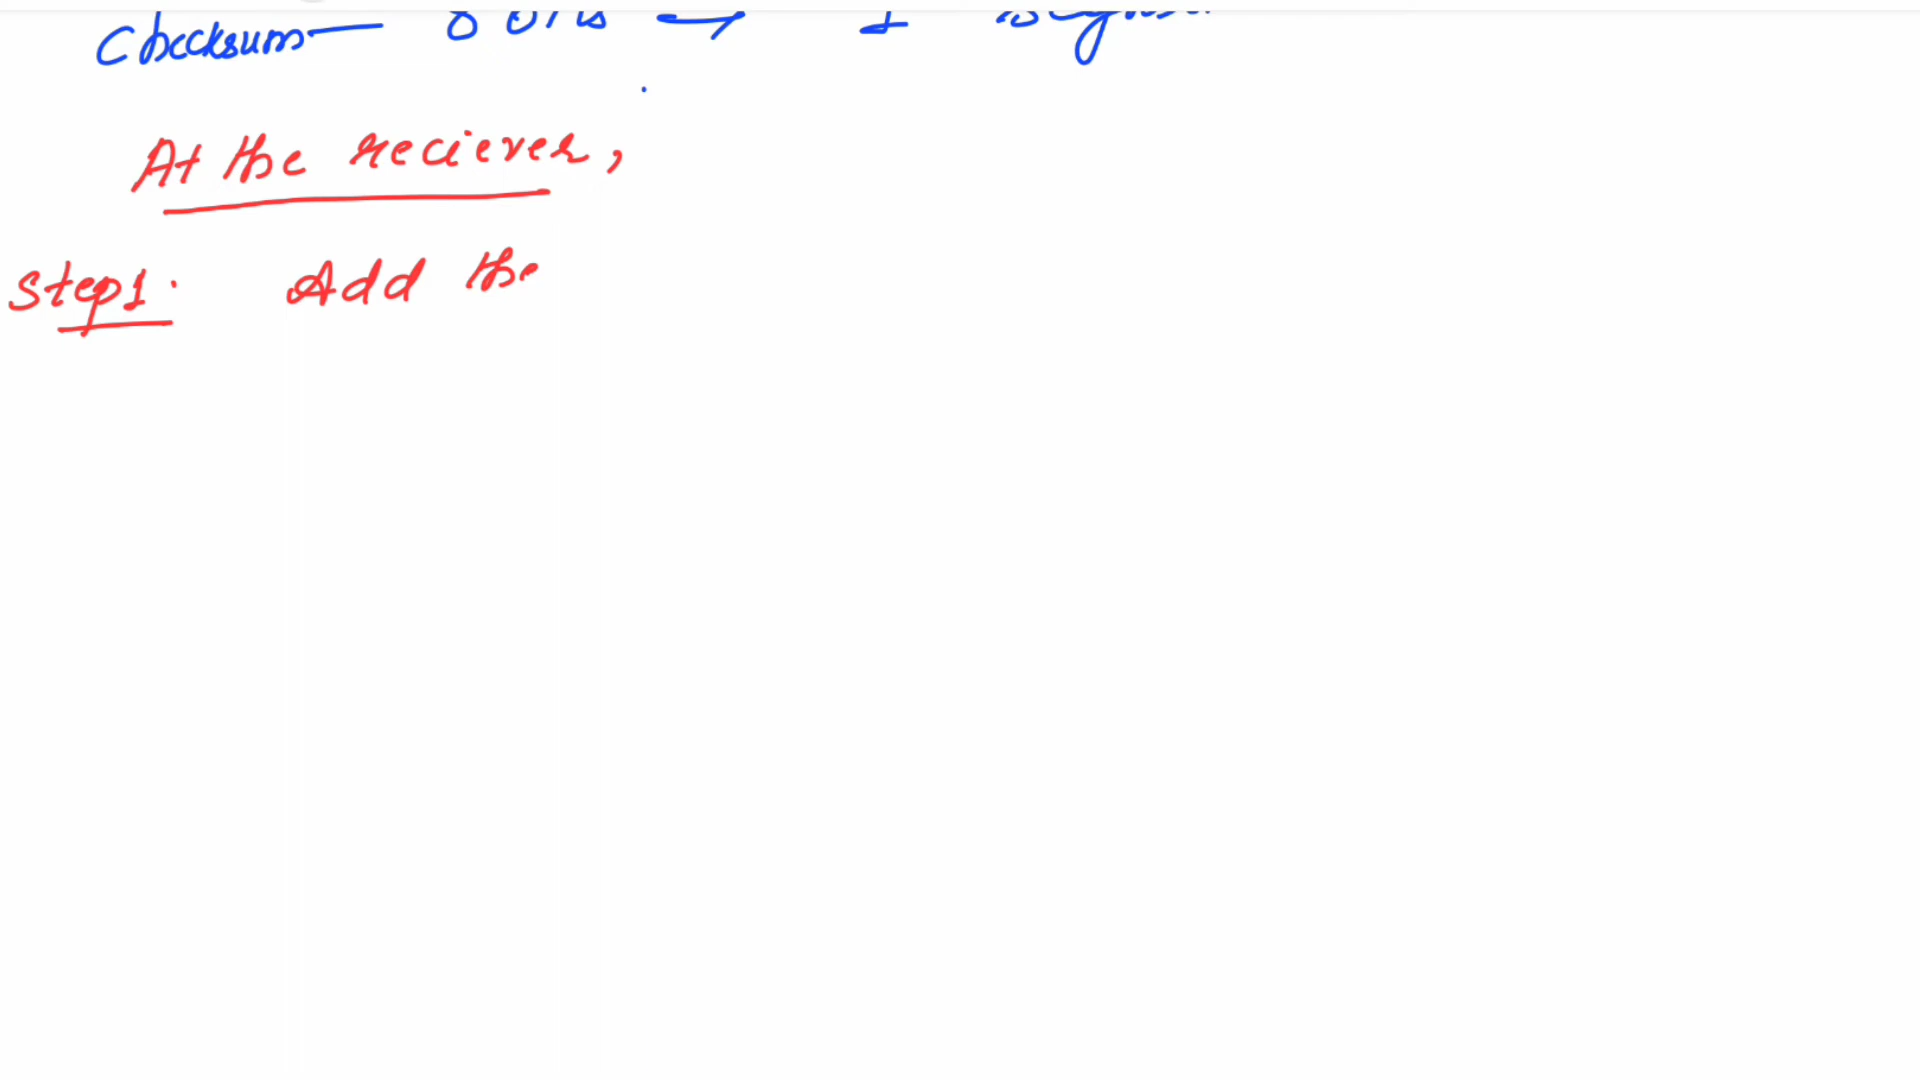 Checksum — 8 bits → 1
At the reciever,
Step1. Add the